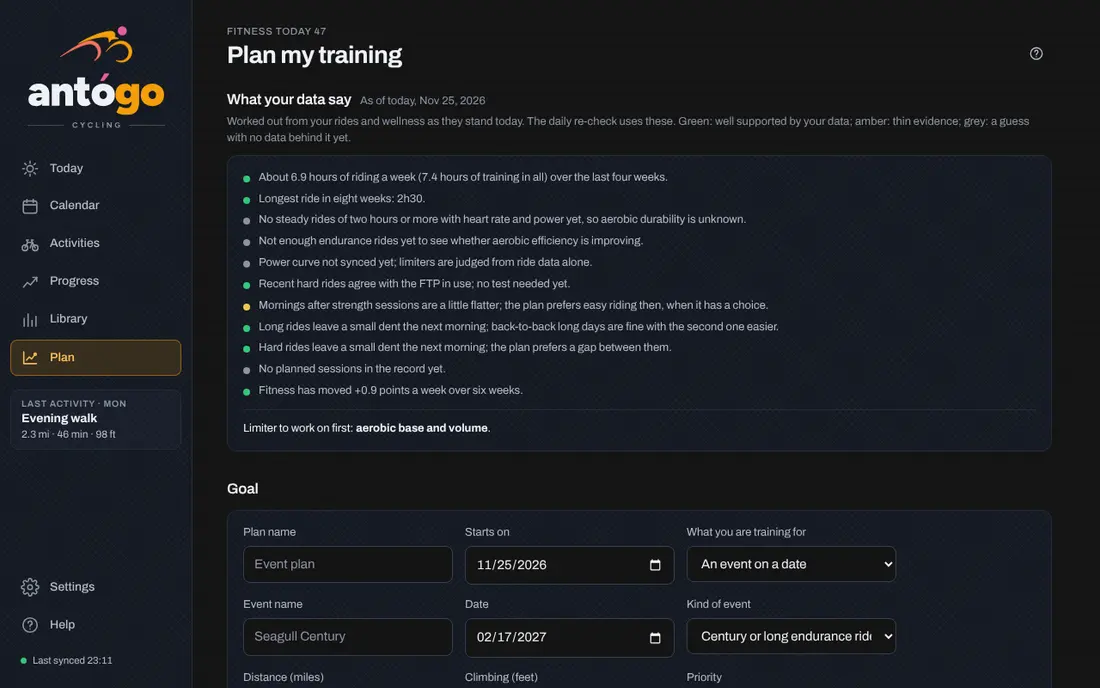 antógo
CYCLING
Today
Calendar
Activities
Progress
Library
Plan
LAST ACTIVITY · MON
Evening walk
2.3 mi · 46 min · 98 ft
Settings
Help
Last synced 23:11
FITNESS TODAY 47
Plan my training
What your data say As of today, Nov 25, 2026
Worked out from your rides and wellness as they stand today. The daily re-check uses these. Green: well supported by your data; amber: thin evidence; grey: a guess
with no data behind it yet.
About 6.9 hours of riding a week (7.4 hours of training in all) over the last four weeks.
Longest ride in eight weeks: 2h30.
No steady rides of two hours or more with heart rate and power yet, so aerobic durability is unknown.
Not enough endurance rides yet to see whether aerobic efficiency is improving.
Power curve not synced yet; limiters are judged from ride data alone.
Recent hard rides agree with the FTP in use; no test needed yet.
Mornings after strength sessions are a little flatter; the plan prefers easy riding then, when it has a choice.
Long rides leave a small dent the next morning; back-to-back long days are fine with the second one easier.
Hard rides leave a small dent the next morning; the plan prefers a gap between them.
No planned sessions in the record yet.
Fitness has moved +0.9 points a week over six weeks.
Limiter to work on first: aerobic base and volume.
Goal
Plan name Starts on What you are training for
Event plan 11/25/2026 An event on a date
Event name Date Kind of event
Seagull Century 02/17/2027 Century or long endurance ride
Distance (miles) Climbing (feet) Priority